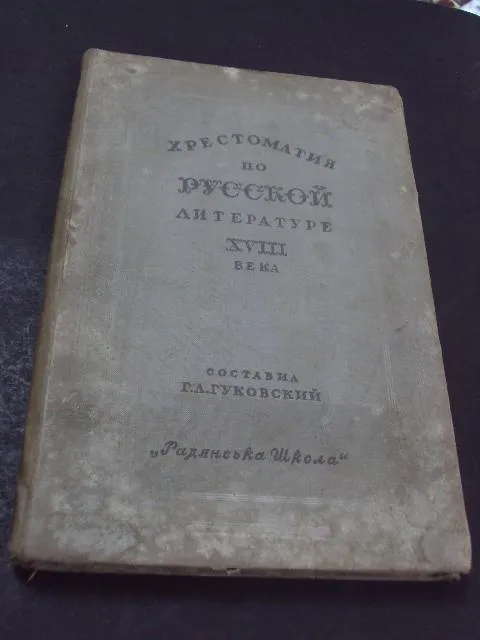 ХРЕСТОМАТИЯ
ПО
РУССКОЙ
ЛИТЕРАТУРЕ
XVIII
ВЕКА
СОСТАВИЛ
Г.А.ГУКОВСКИЙ
„Радянська Школа“